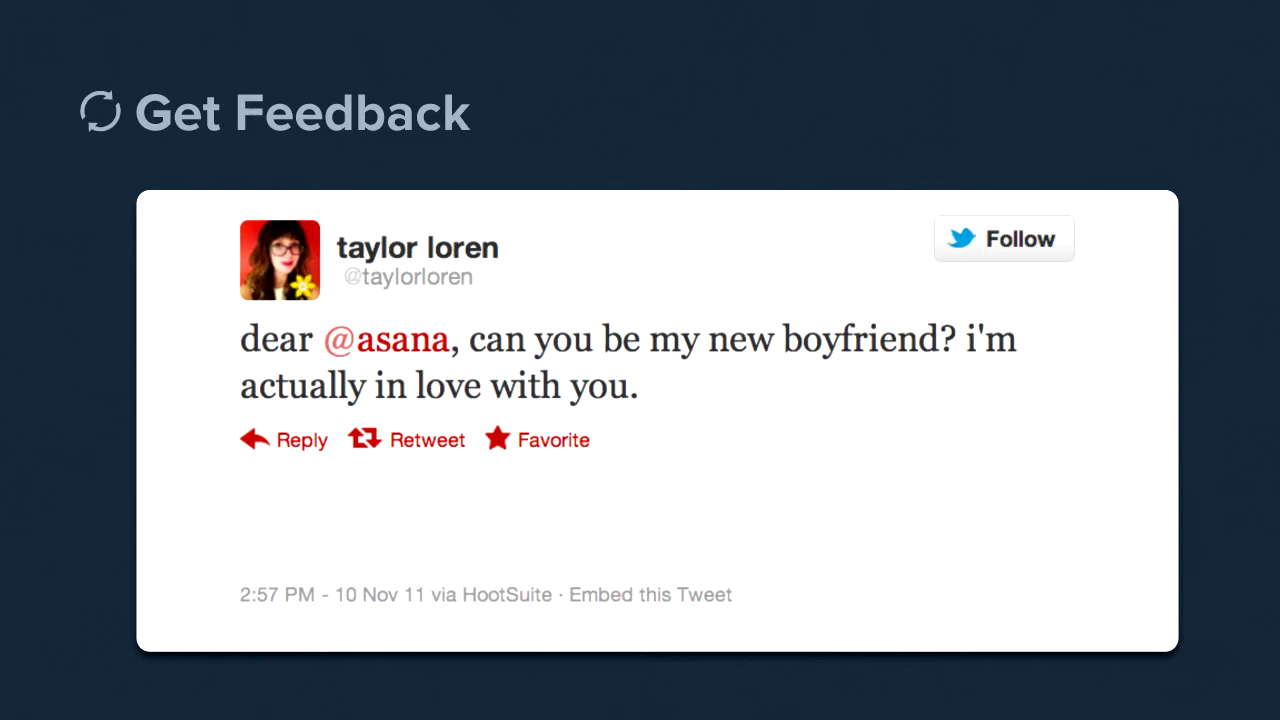 Get Feedback
taylor loren
@taylorloren
Follow
dear @asana, can you be my new boyfriend? i'm
actually in love with you.
Reply Retweet Favorite
2:57 PM - 10 Nov 11 via HootSuite · Embed this Tweet